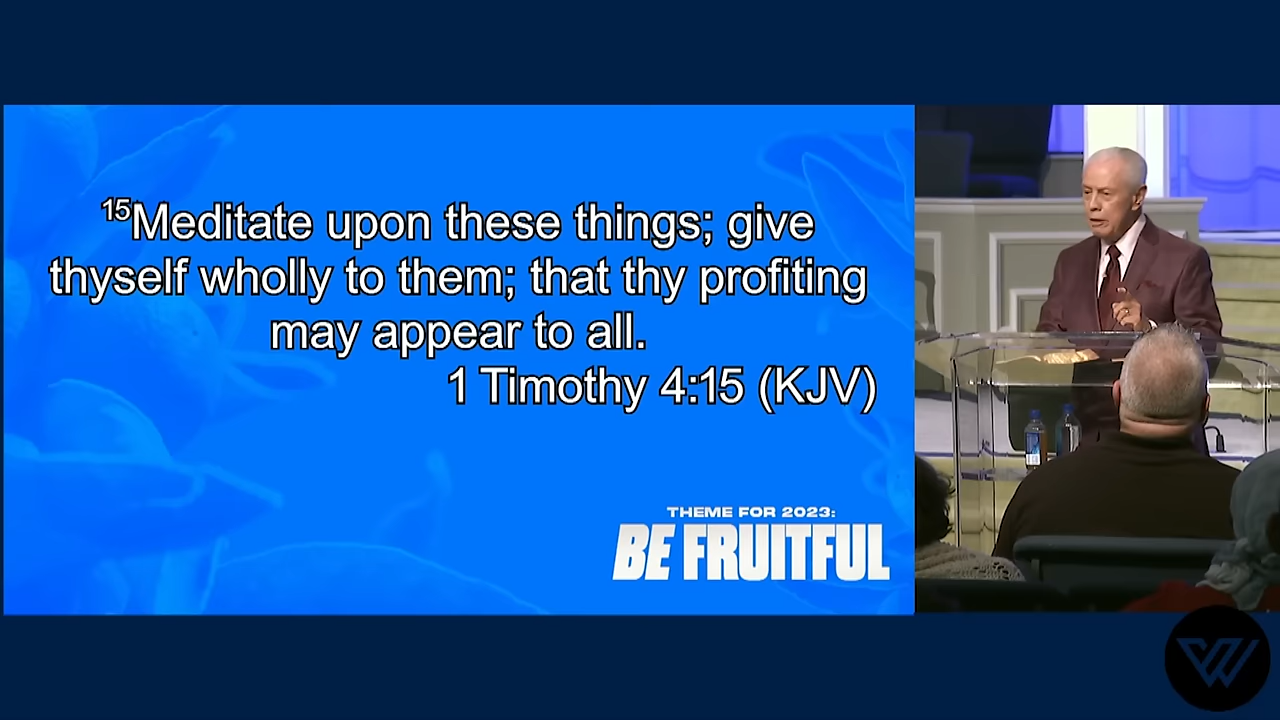 ¹⁵Meditate upon these things; give
thyself wholly to them; that thy profiting
may appear to all.
1 Timothy 4:15 (KJV)
THEME FOR 2023:
BE FRUITFUL